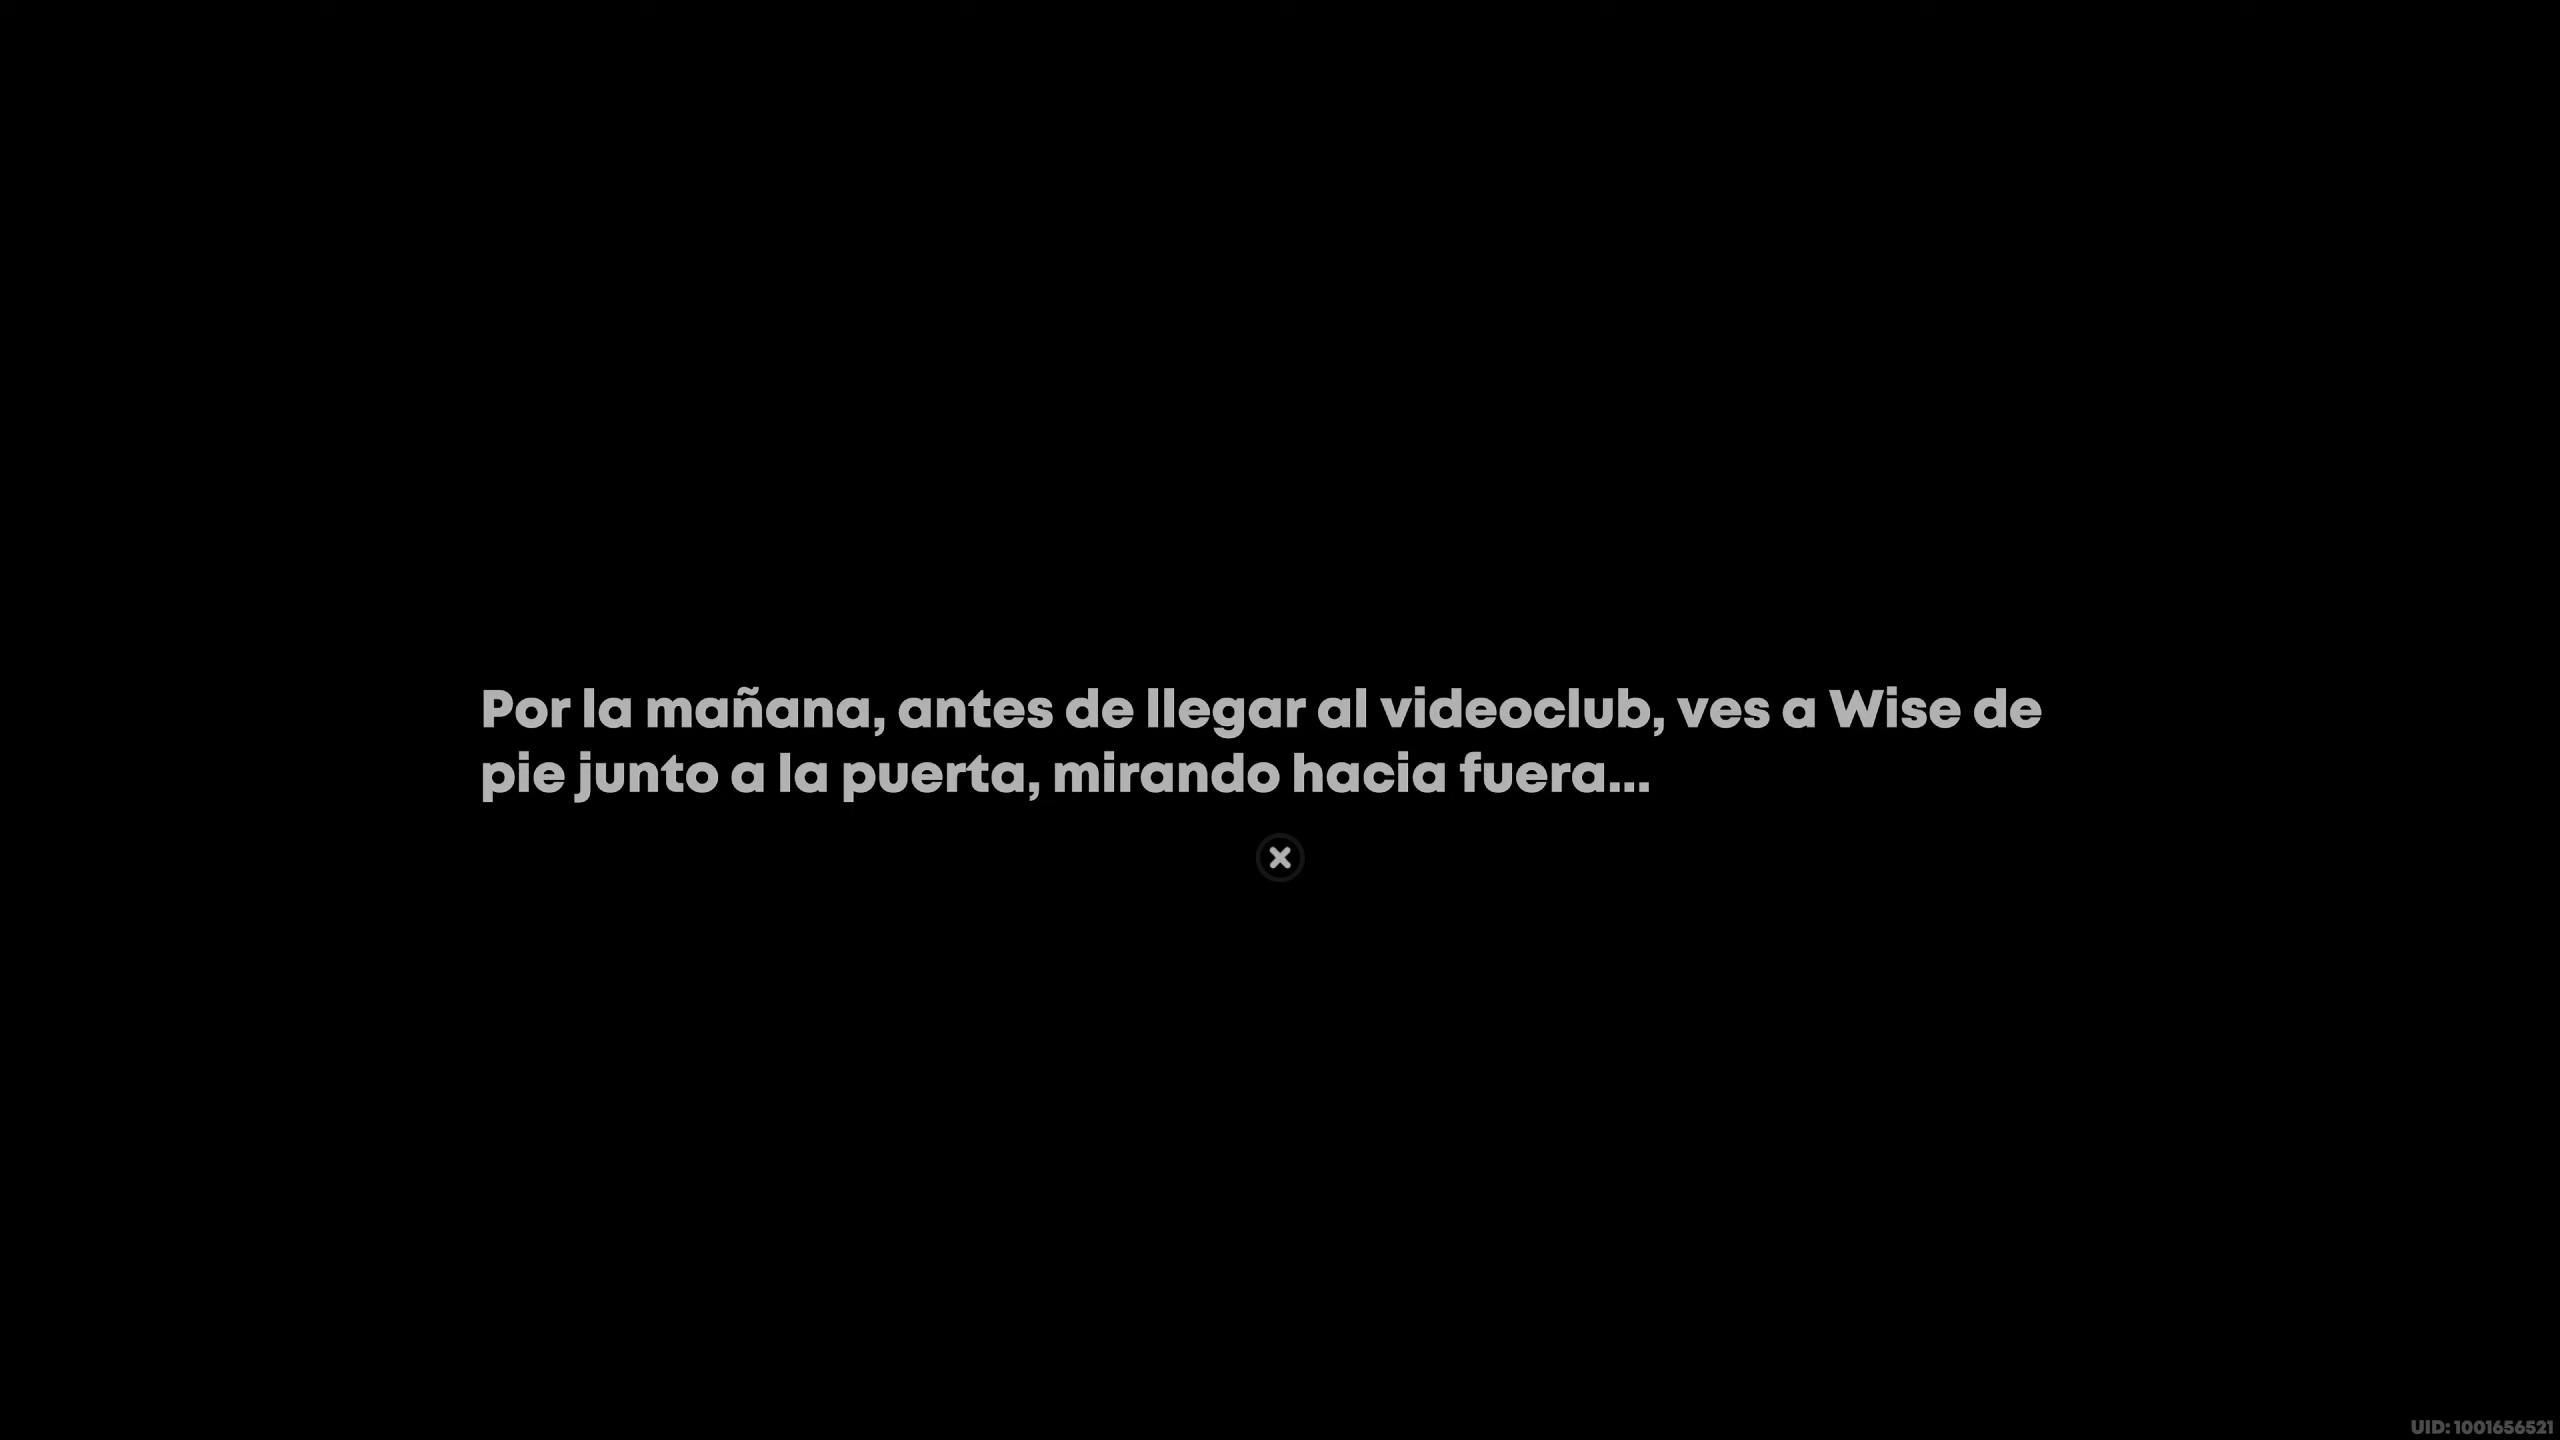 Por la mañana, antes de llegar al videoclub, ves a Wise de
pie junto a la puerta, mirando hacia fuera...
UID: 1001656521